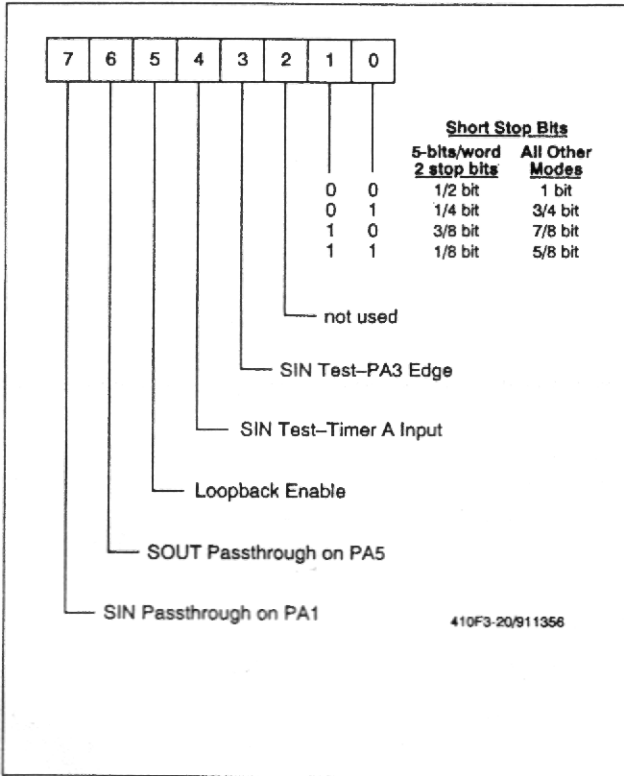 7 6 5 4 3 2 1 0
Short Stop Bits
5-bits/word All Other
2 stop bits Modes
0 0 1/2 bit 1 bit
0 1 1/4 bit 3/4 bit
1 0 3/8 bit 7/8 bit
1 1 1/8 bit 5/8 bit
not used
SIN Test–PA3 Edge
SIN Test–Timer A Input
Loopback Enable
SOUT Passthrough on PA5
SIN Passthrough on PA1
410F3-20/911356